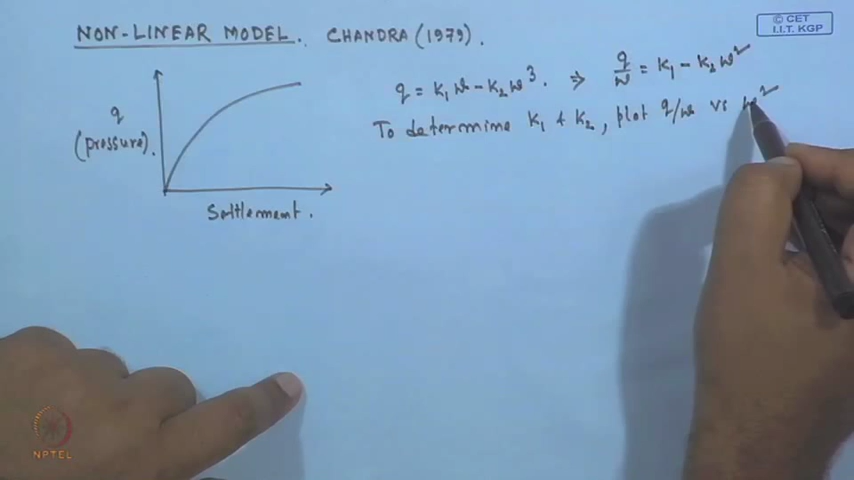 NON-LINEAR MODEL. CHANDRA (1979).
© CET
I.I.T. KGP
q = k₁w - k₂w³. ⇒ q/w = k₁ - k₂w²
To determine k₁ & k₂, plot q/w vs w²
q
(pressure).
Settlement.
NPTEL